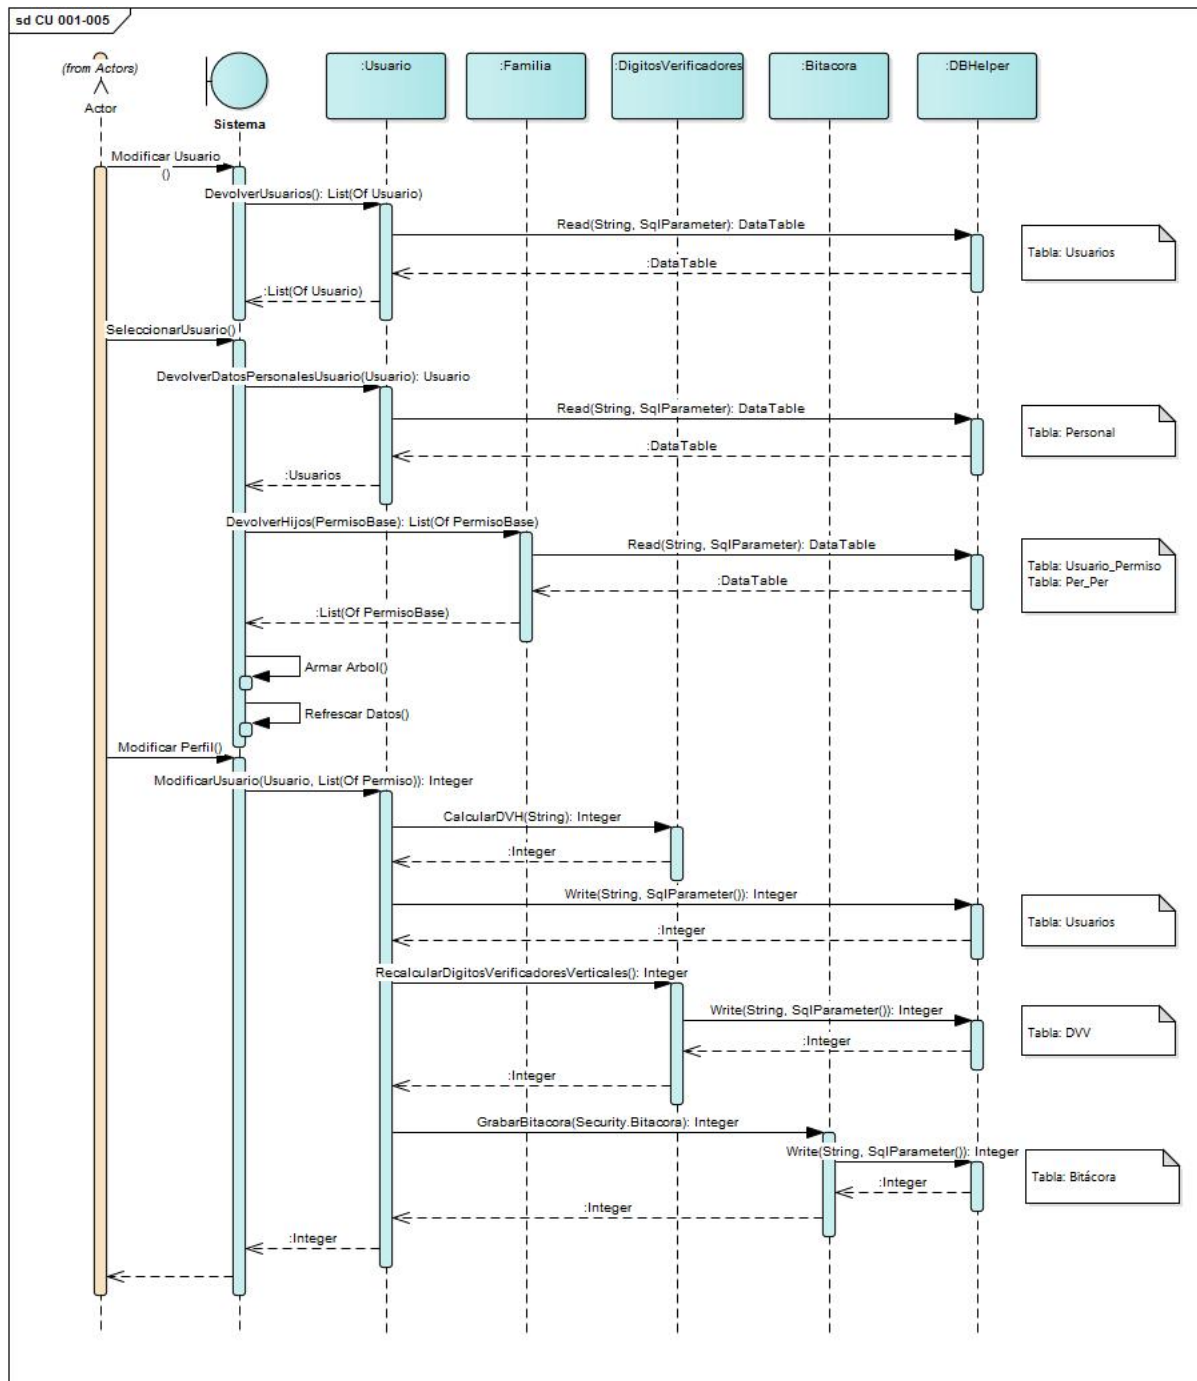 sd CU 001-005
(from Actors)
Actor
Sistema
:Usuario
:Familia
:DigitosVerificadores
:Bitacora
:DBHelper
Modificar Usuario
()
DevolverUsuarios(): List(Of Usuario)
Read(String, SqlParameter): DataTable
Tabla: Usuarios
:DataTable
:List(Of Usuario)
SeleccionarUsuario()
DevolverDatosPersonalesUsuario(Usuario): Usuario
Read(String, SqlParameter): DataTable
Tabla: Personal
:DataTable
:Usuarios
DevolverHijos(PermisoBase): List(Of PermisoBase)
Read(String, SqlParameter): DataTable
Tabla: Usuario_Permiso
Tabla: Per_Per
:DataTable
:List(Of PermisoBase)
Armar Arbol()
Refrescar Datos()
Modificar Perfil()
ModificarUsuario(Usuario, List(Of Permiso)): Integer
CalcularDVH(String): Integer
:Integer
Write(String, SqlParameter()): Integer
Tabla: Usuarios
:Integer
RecalcularDigitosVerificadoresVerticales(): Integer
Write(String, SqlParameter()): Integer
Tabla: DVV
:Integer
:Integer
GrabarBitacora(Security.Bitacora): Integer
Write(String, SqlParameter()): Integer
Tabla: Bitácora
:Integer
:Integer
:Integer